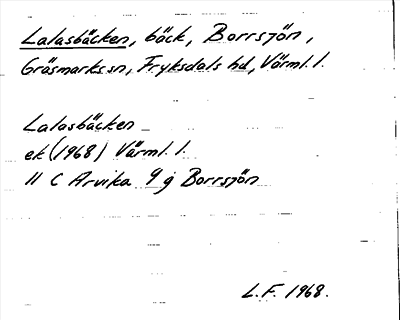 Lalasbäcken, bäck, Borrsjön,
Gräsmarks sn, Fryksdals hd, Värml. l.
Lalasbäcken
ek (1968) Värml. l.
11 C Arvika 9 g Borrsjön
L.F. 1968.